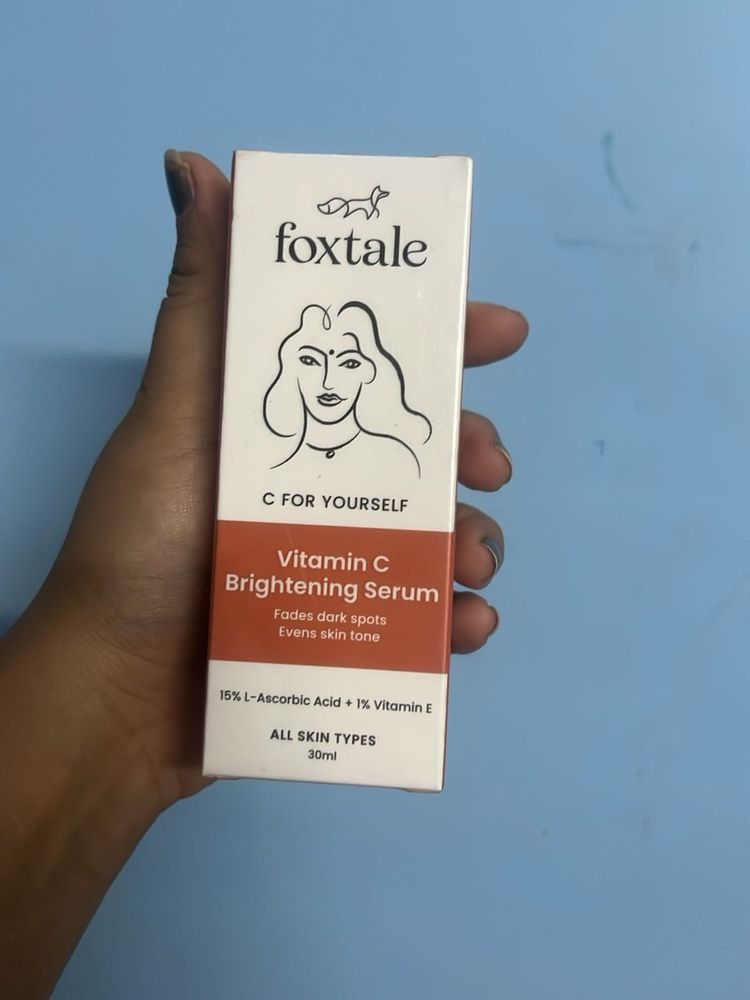 foxtale
C FOR YOURSELF
Vitamin C
Brightening Serum
Fades dark spots
Evens skin tone
15% L-Ascorbic Acid + 1% Vitamin E
ALL SKIN TYPES
30ml